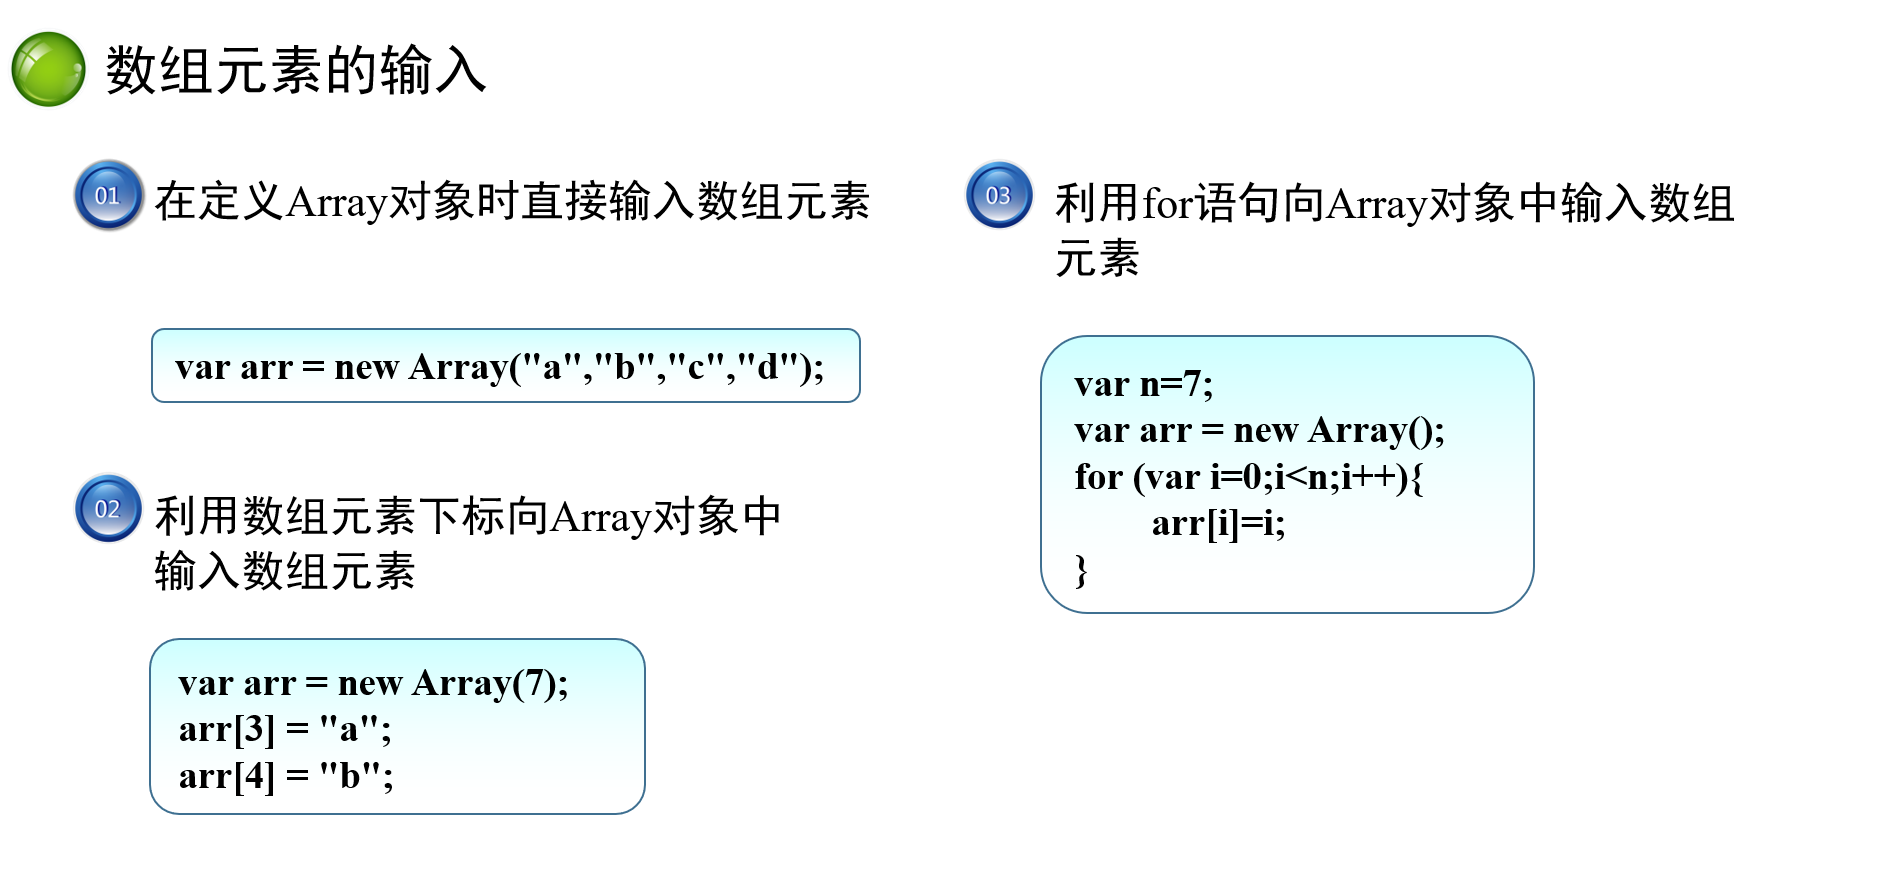 数组元素的输入
01 在定义Array对象时直接输入数组元素
var arr = new Array("a","b","c","d");
02 利用数组元素下标向Array对象中
输入数组元素
var arr = new Array(7);
arr[3] = "a";
arr[4] = "b";
03 利用for语句向Array对象中输入数组
元素
var n=7;
var arr = new Array();
for (var i=0;i<n;i++){
arr[i]=i;
}